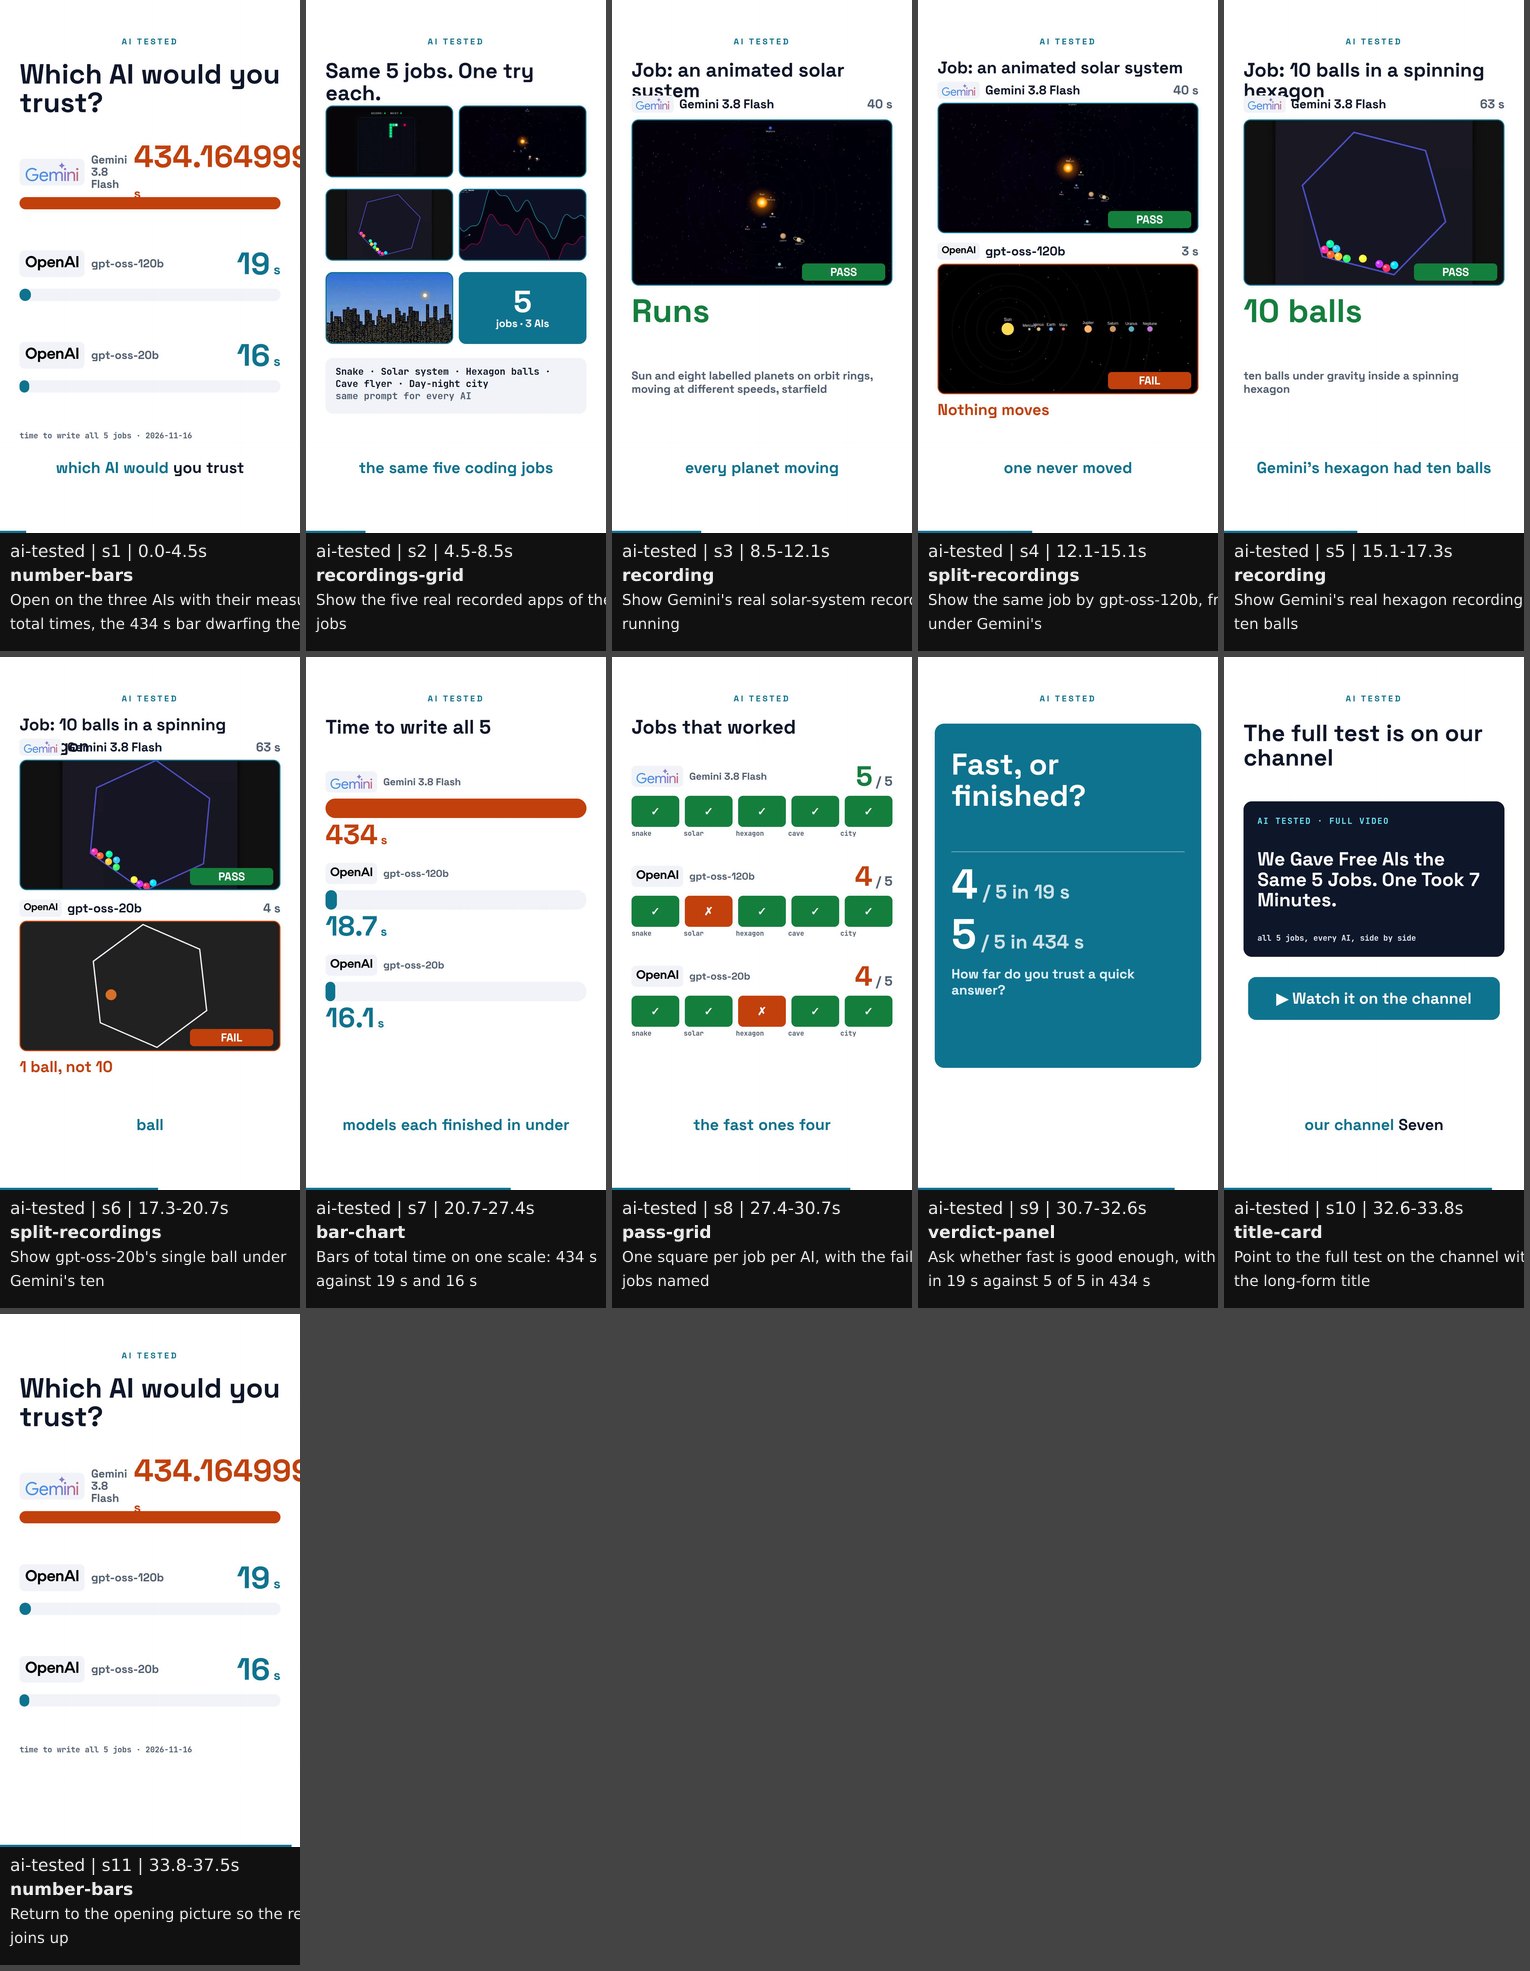 AI TESTED
Which AI would you
trust?
Gemini
Gemini
3.8
Flash
434.164999
s
OpenAI
gpt-oss-120b
19 s
OpenAI
gpt-oss-20b
16 s
time to write all 5 jobs · 2026-11-16
which AI would you trust
ai-tested | s1 | 0.0-4.5s
number-bars
Open on the three AIs with their measu
total times, the 434 s bar dwarfing the
AI TESTED
Same 5 jobs. One try
each.
5
jobs · 3 AIs
Snake · Solar system · Hexagon balls ·
Cave flyer · Day-night city
same prompt for every AI
the same five coding jobs
ai-tested | s2 | 4.5-8.5s
recordings-grid
Show the five real recorded apps of the
jobs
AI TESTED
Job: an animated solar
system
Gemini
Gemini 3.8 Flash
40 s
PASS
Runs
Sun and eight labelled planets on orbit rings,
moving at different speeds, starfield
every planet moving
ai-tested | s3 | 8.5-12.1s
recording
Show Gemini's real solar-system record
running
AI TESTED
Job: an animated solar system
Gemini
Gemini 3.8 Flash
40 s
PASS
OpenAI
gpt-oss-120b
3 s
FAIL
Nothing moves
one never moved
ai-tested | s4 | 12.1-15.1s
split-recordings
Show the same job by gpt-oss-120b, fr
under Gemini's
AI TESTED
Job: 10 balls in a spinning
hexagon
Gemini
Gemini 3.8 Flash
63 s
PASS
10 balls
ten balls under gravity inside a spinning
hexagon
Gemini's hexagon had ten balls
ai-tested | s5 | 15.1-17.3s
recording
Show Gemini's real hexagon recording
ten balls
AI TESTED
Job: 10 balls in a spinning
Gemini
Gemini 3.8 Flash
63 s
PASS
OpenAI
gpt-oss-20b
4 s
FAIL
1 ball, not 10
ball
ai-tested | s6 | 17.3-20.7s
split-recordings
Show gpt-oss-20b's single ball under
Gemini's ten
AI TESTED
Time to write all 5
Gemini
Gemini 3.8 Flash
434 s
OpenAI
gpt-oss-120b
18.7 s
OpenAI
gpt-oss-20b
16.1 s
models each finished in under
ai-tested | s7 | 20.7-27.4s
bar-chart
Bars of total time on one scale: 434 s
against 19 s and 16 s
AI TESTED
Jobs that worked
Gemini
Gemini 3.8 Flash
5 / 5
✓ ✓ ✓ ✓ ✓
snake solar hexagon cave city
OpenAI
gpt-oss-120b
4 / 5
✓ ✗ ✓ ✓ ✓
snake solar hexagon cave city
OpenAI
gpt-oss-20b
4 / 5
✓ ✓ ✗ ✓ ✓
snake solar hexagon cave city
the fast ones four
ai-tested | s8 | 27.4-30.7s
pass-grid
One square per job per AI, with the fail
jobs named
AI TESTED
Fast, or
finished?
4 / 5 in 19 s
5 / 5 in 434 s
How far do you trust a quick
answer?
ai-tested | s9 | 30.7-32.6s
verdict-panel
Ask whether fast is good enough, with
in 19 s against 5 of 5 in 434 s
AI TESTED
The full test is on our
channel
AI TESTED · FULL VIDEO
We Gave Free AIs the
Same 5 Jobs. One Took 7
Minutes.
all 5 jobs, every AI, side by side
▶ Watch it on the channel
our channel Seven
ai-tested | s10 | 32.6-33.8s
title-card
Point to the full test on the channel wit
the long-form title
AI TESTED
Which AI would you
trust?
Gemini
Gemini
3.8
Flash
434.164999
s
OpenAI
gpt-oss-120b
19 s
OpenAI
gpt-oss-20b
16 s
time to write all 5 jobs · 2026-11-16
ai-tested | s11 | 33.8-37.5s
number-bars
Return to the opening picture so the re
joins up